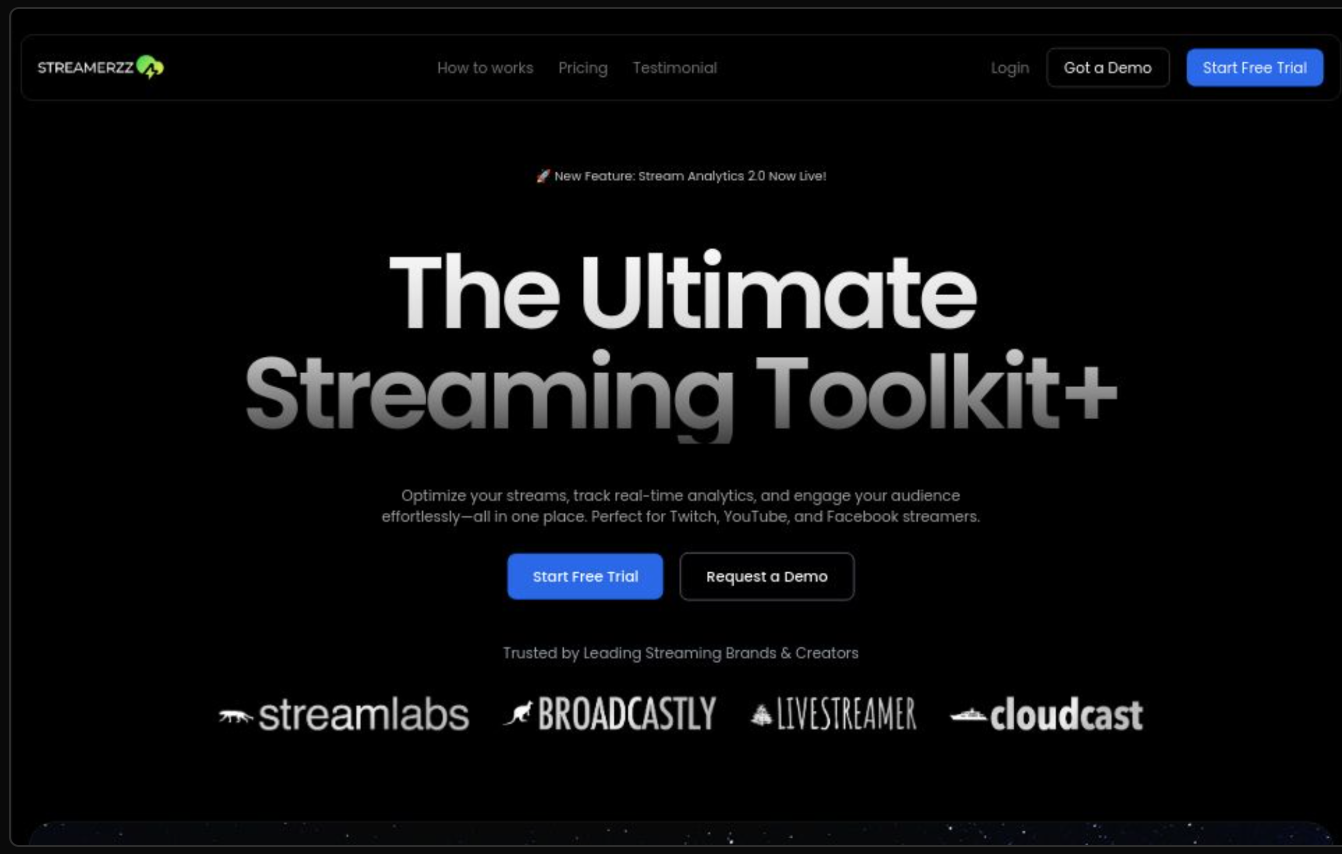 STREAMERZZ
How to works
Pricing
Testimonial
Login
Got a Demo
Start Free Trial
🚀 New Feature: Stream Analytics 2.0 Now Live!
The Ultimate
Streaming Toolkit+
Optimize your streams, track real-time analytics, and engage your audience
effortlessly—all in one place. Perfect for Twitch, YouTube, and Facebook streamers.
Start Free Trial
Request a Demo
Trusted by Leading Streaming Brands & Creators
streamlabs
BROADCASTLY
LIVESTREAMER
cloudcast